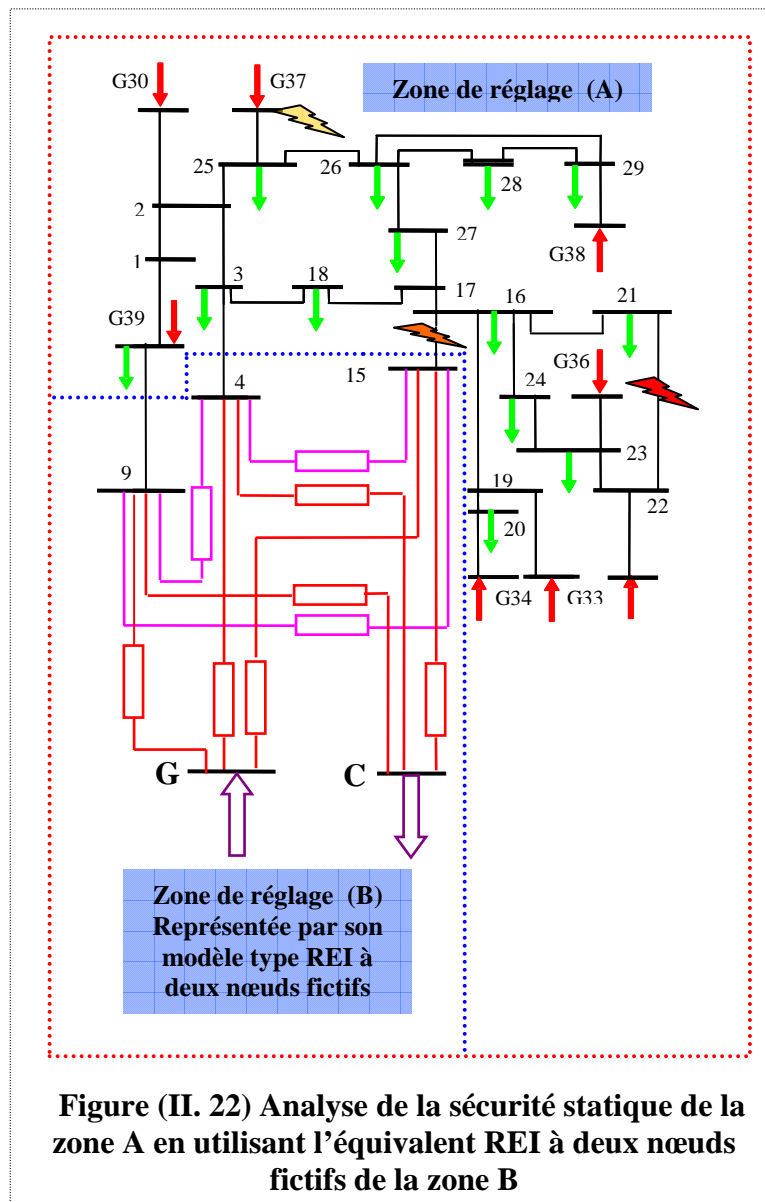 G30
G37
Zone de réglage (A)
25
26
28
29
2
27
G38
1
3
18
17
16
21
G39
4
15
G36
24
9
23
19
22
20
G34
G33
G
C
Zone de réglage (B)
Représentée par son
modèle type REI à
deux nœuds fictifs
Figure (II. 22) Analyse de la sécurité statique de la
zone A en utilisant l’équivalent REI à deux nœuds
fictifs de la zone B